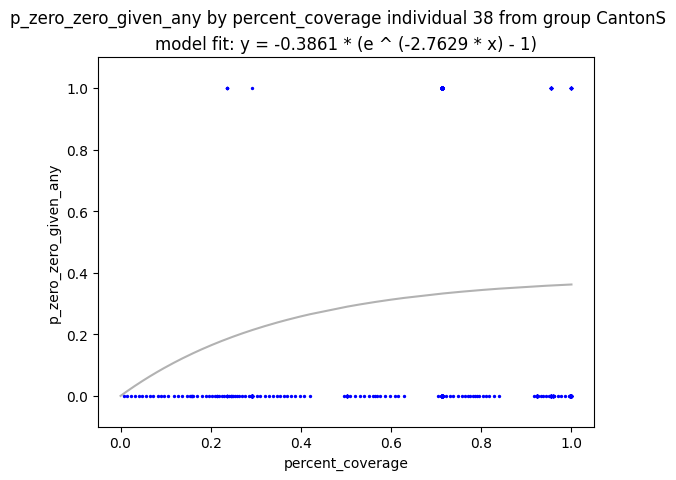 p_zero_zero_given_any by percent_coverage individual 38 from group CantonS
model fit: y = -0.3861 * (e ^ (-2.7629 * x) - 1)
1.0
0.8
0.6
0.4
0.2
0.0
p_zero_zero_given_any
0.0 0.2 0.4 0.6 0.8 1.0
percent_coverage